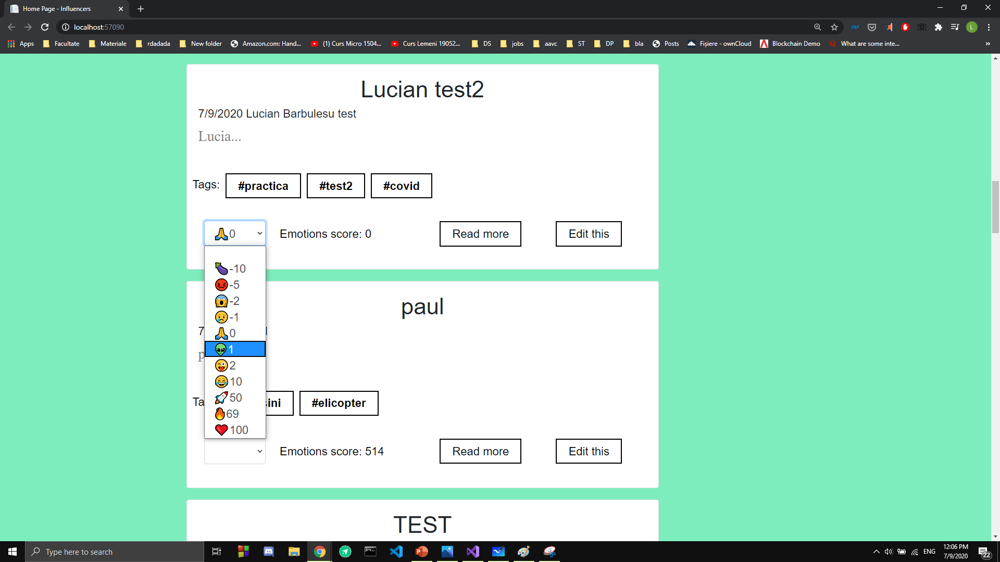 Home Page - Influencers
localhost:57090
Apps Facultate Materiale rdadada New folder Amazon.com: Hand... (1) Curs Micro 1504... Curs Lemeni 19052... DS jobs aavc ST DP bla Posts Fișiere - ownCloud Blockchain Demo What are some inte... »
Lucian test2
7/9/2020 Lucian Barbulesu test
Lucia...
Tags: #practica #test2 #covid
🙏0 Emotions score: 0 Read more Edit this
🍆-10
😡-5
😱-2
😢-1
🙏0
👽1
😜2
😂10
🚀50
🔥69
❤️100
paul
7
p
Ta ini #elicopter
Emotions score: 514 Read more Edit this
TEST
Type here to search
ENG
12:06 PM
7/9/2020
22